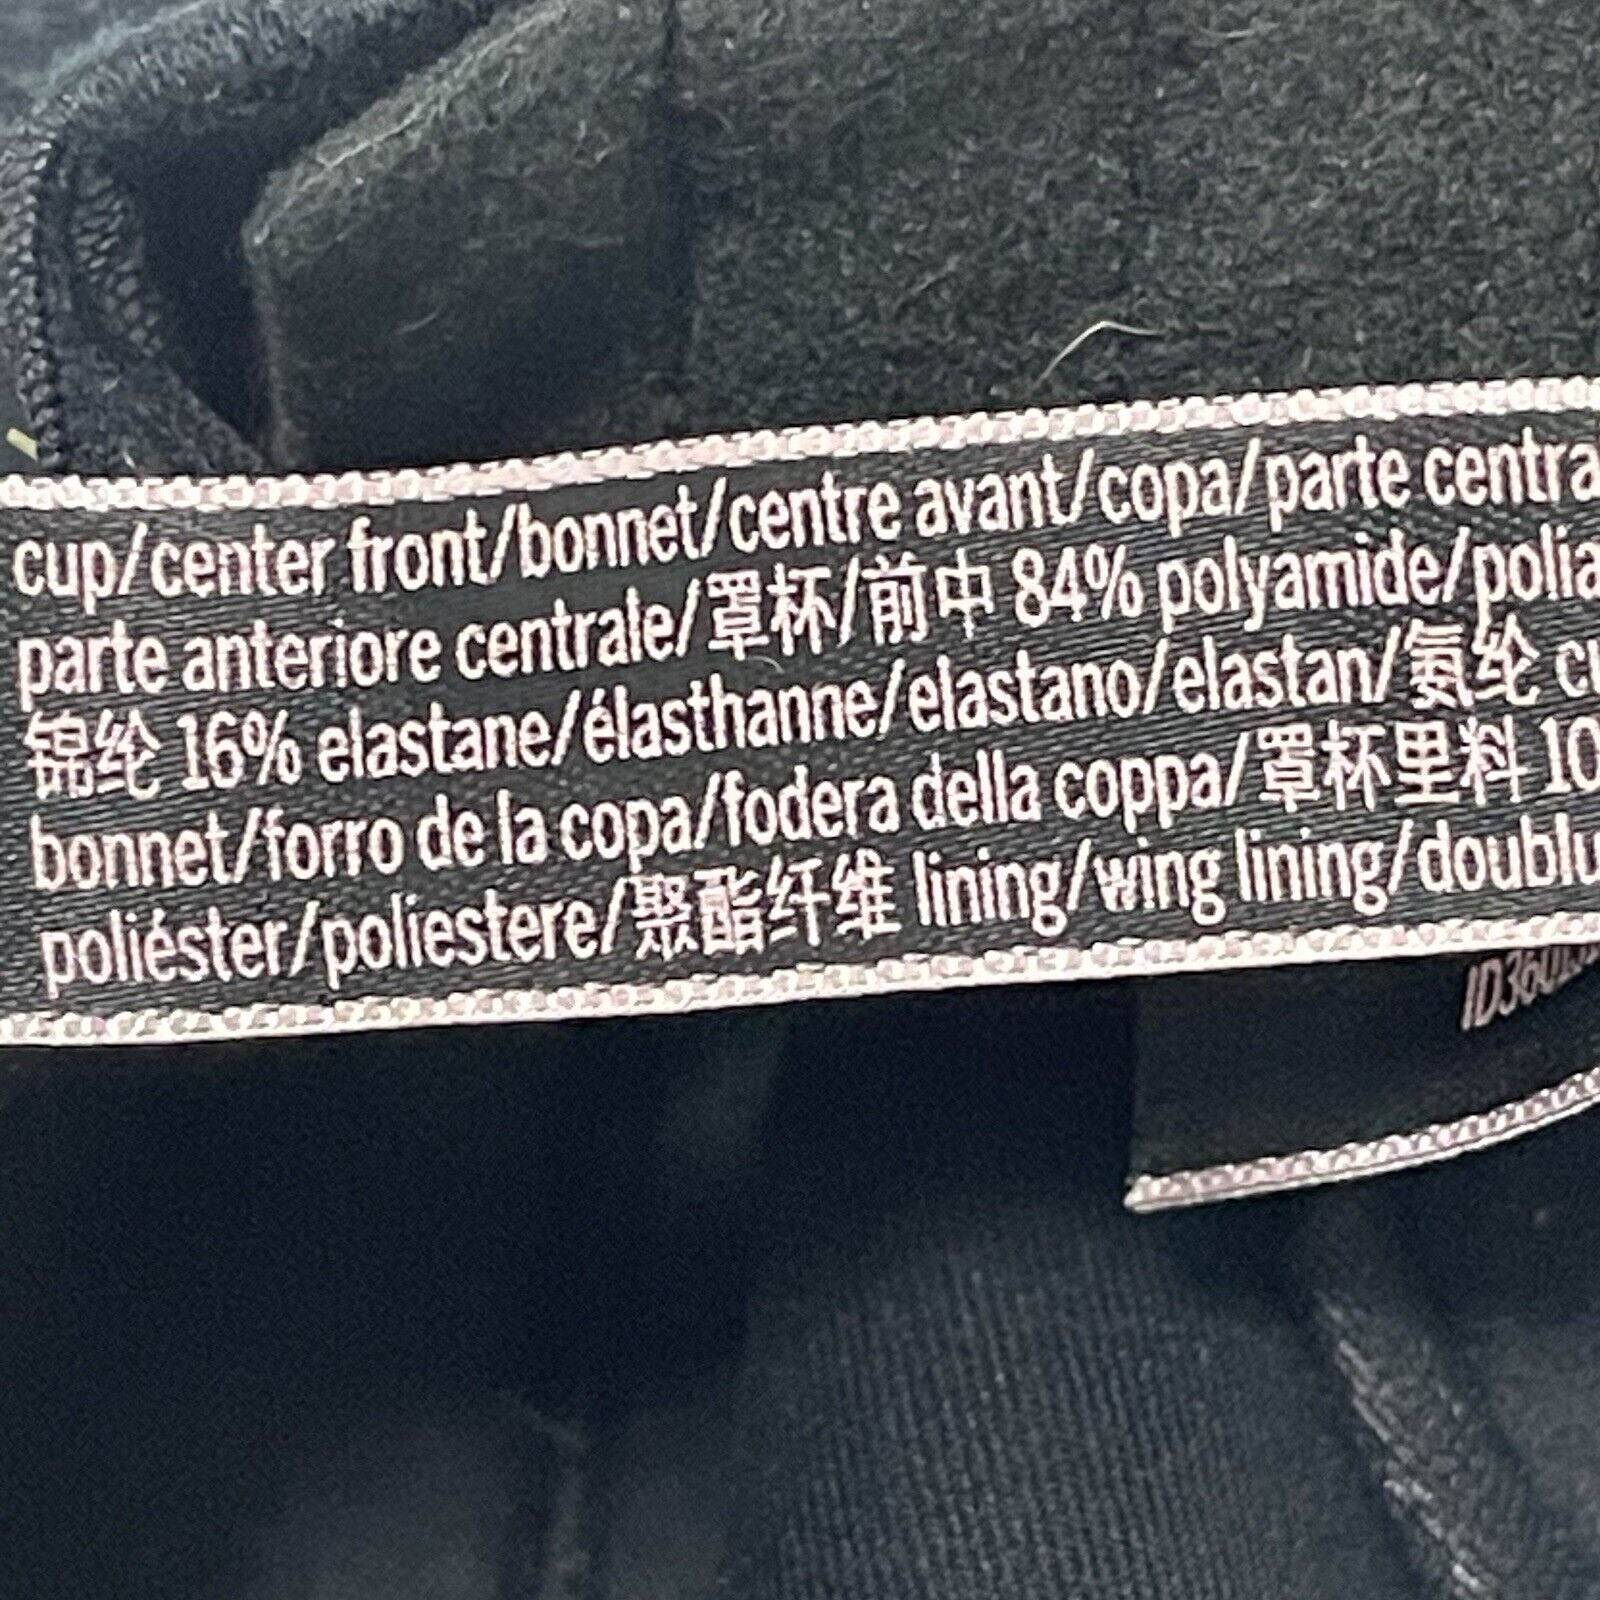 cup/center front/bonnet/centre avant/copa/parte centra
parte anteriore centrale/罩杯/前中 84% polyamide/polia
锦纶 16% elastane/élasthanne/elastano/elastan/氨纶 cu
bonnet/forro de la copa/fodera della coppa/罩杯里料 10
poliéster/poliestere/聚酯纤维 lining/wing lining/doublu